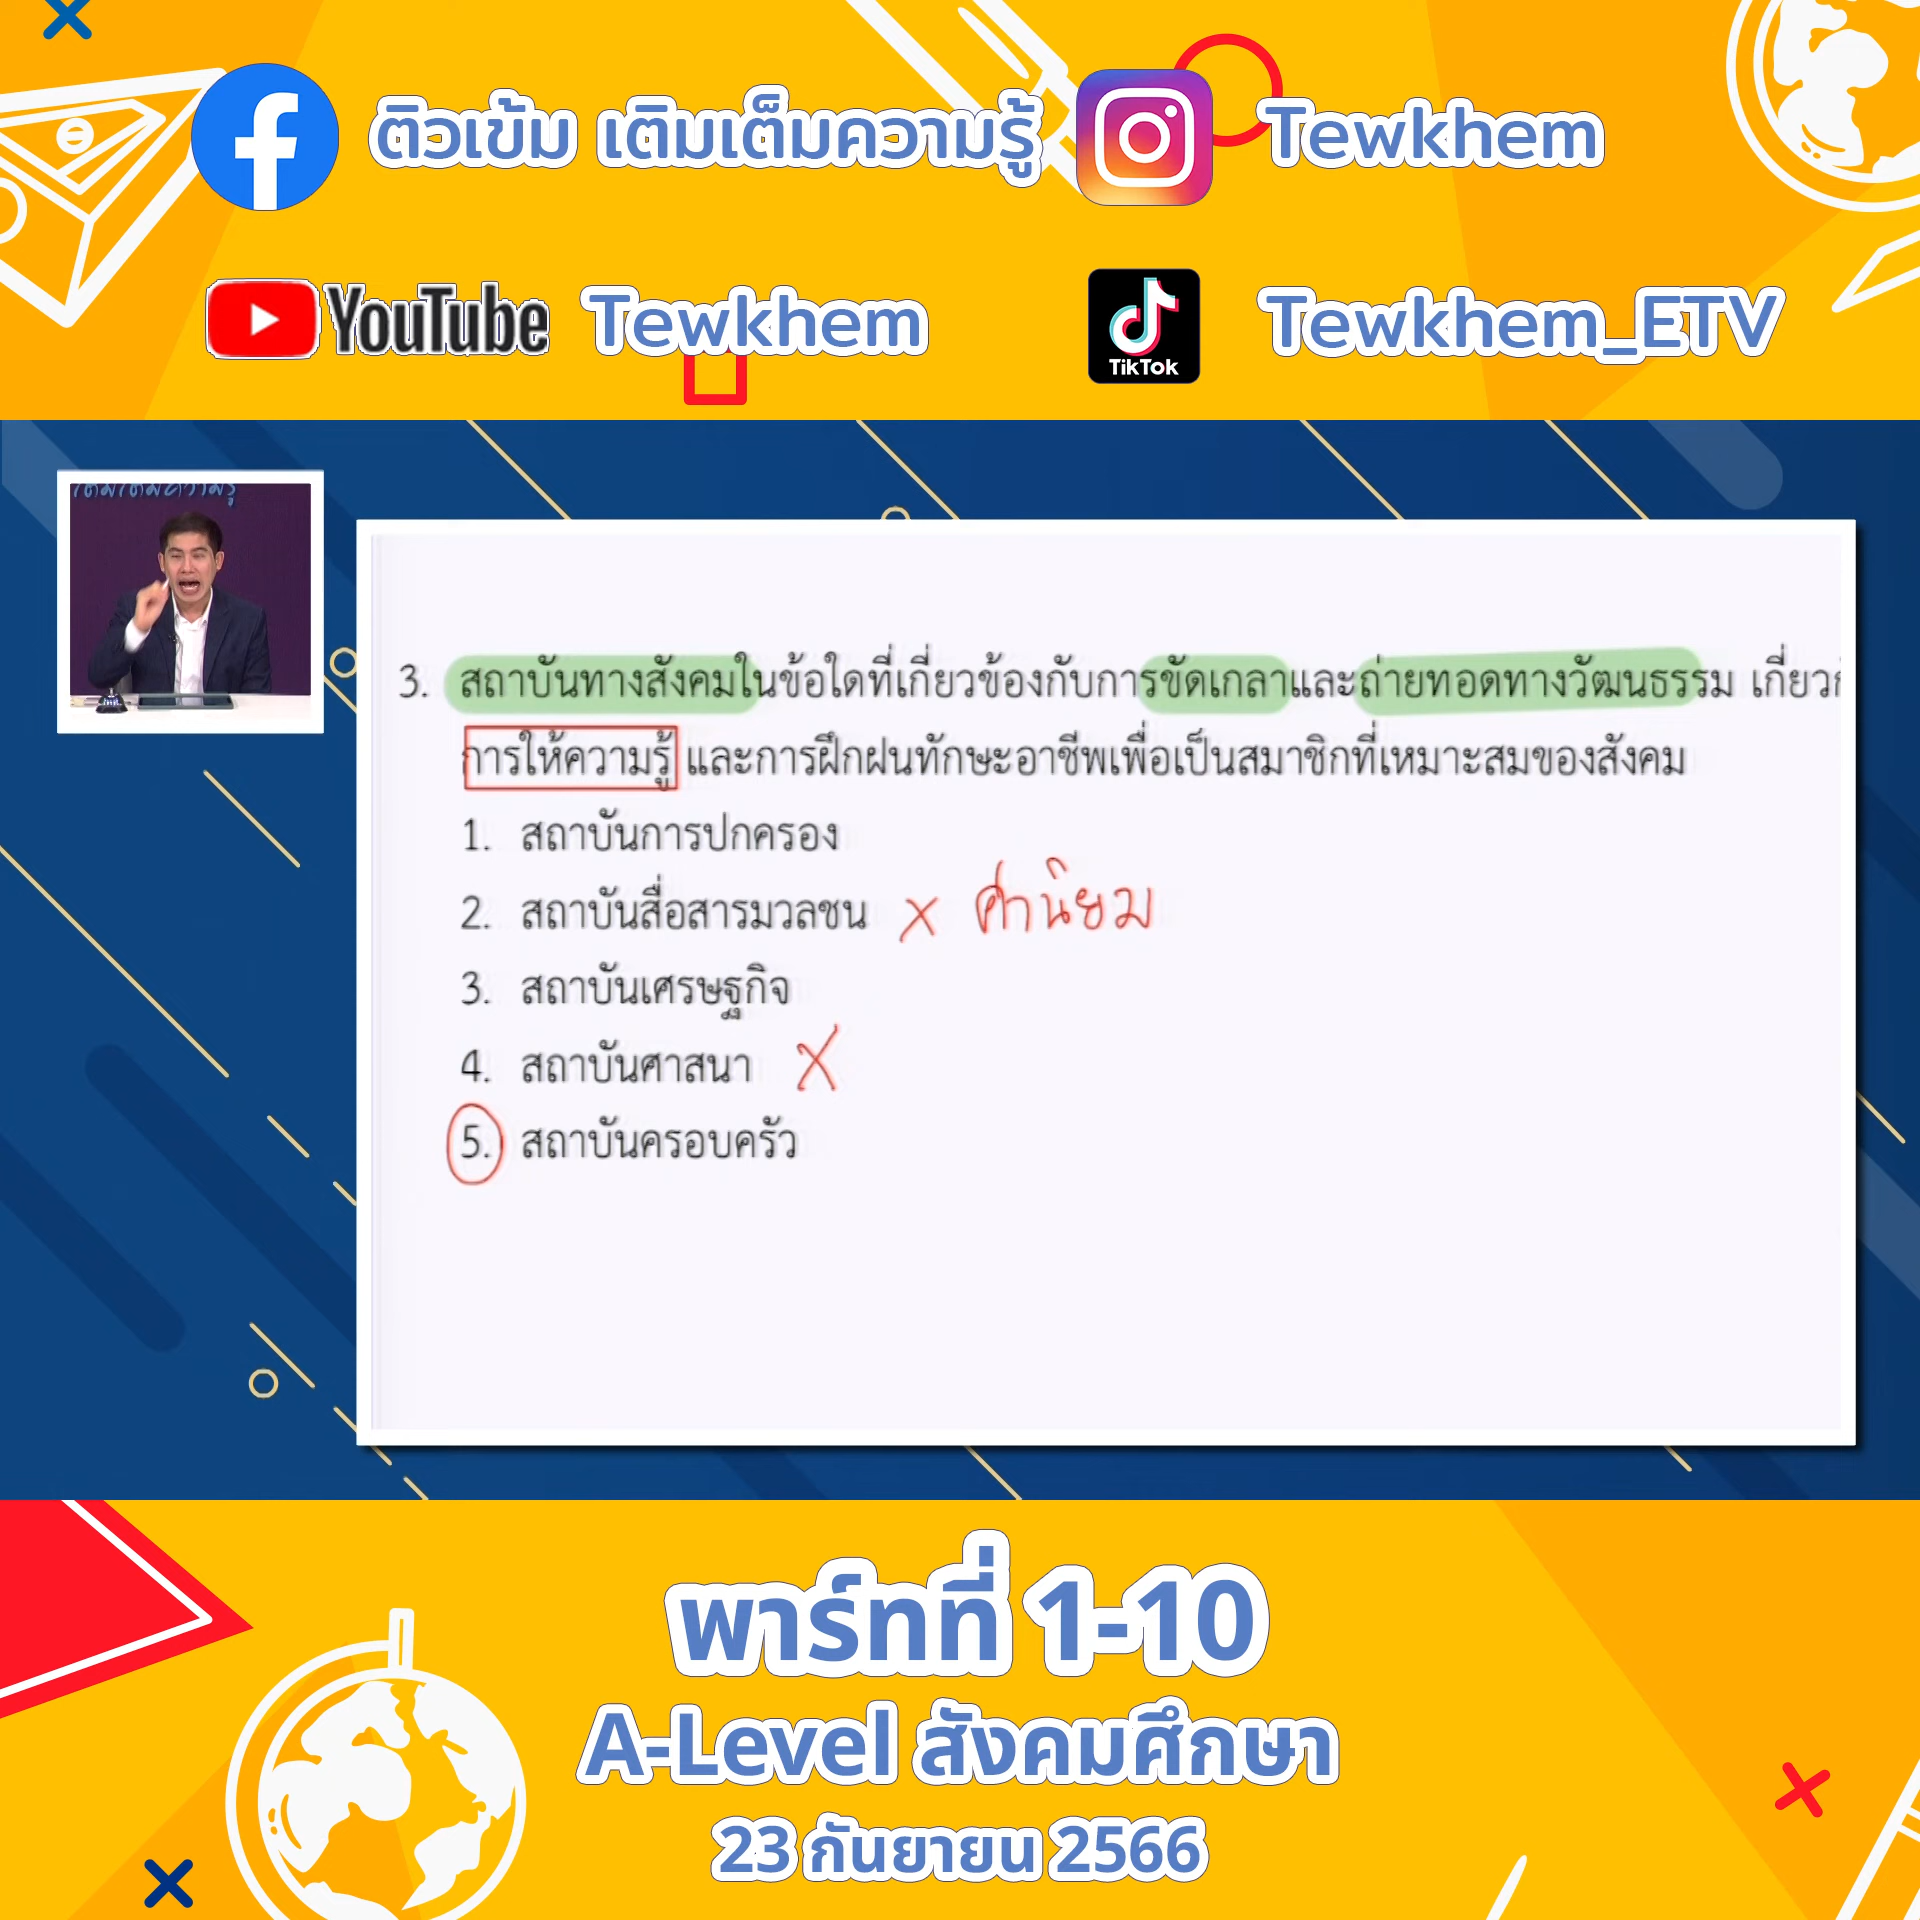 ติวเข้ม เติมเต็มความรู้
Tewkhem
YouTube
Tewkhem
TikTok
Tewkhem_ETV
เติมเต็มความรู้
3. สถาบันทางสังคมในข้อใดที่เกี่ยวข้องกับการขัดเกลาและถ่ายทอดทางวัฒนธรรม
การให้ความรู้ และการฝึกฝนทักษะอาชีพเพื่อเป็นสมาชิกที่เหมาะสมของสังคม
1. สถาบันการปกครอง
2. สถาบันสื่อสารมวลชน x ค่านิยม
3. สถาบันเศรษฐกิจ
4. สถาบันศาสนา X
5. สถาบันครอบครัว
พาร์ทที่ 1-10
A-Level สังคมศึกษา
23 กันยายน 2566